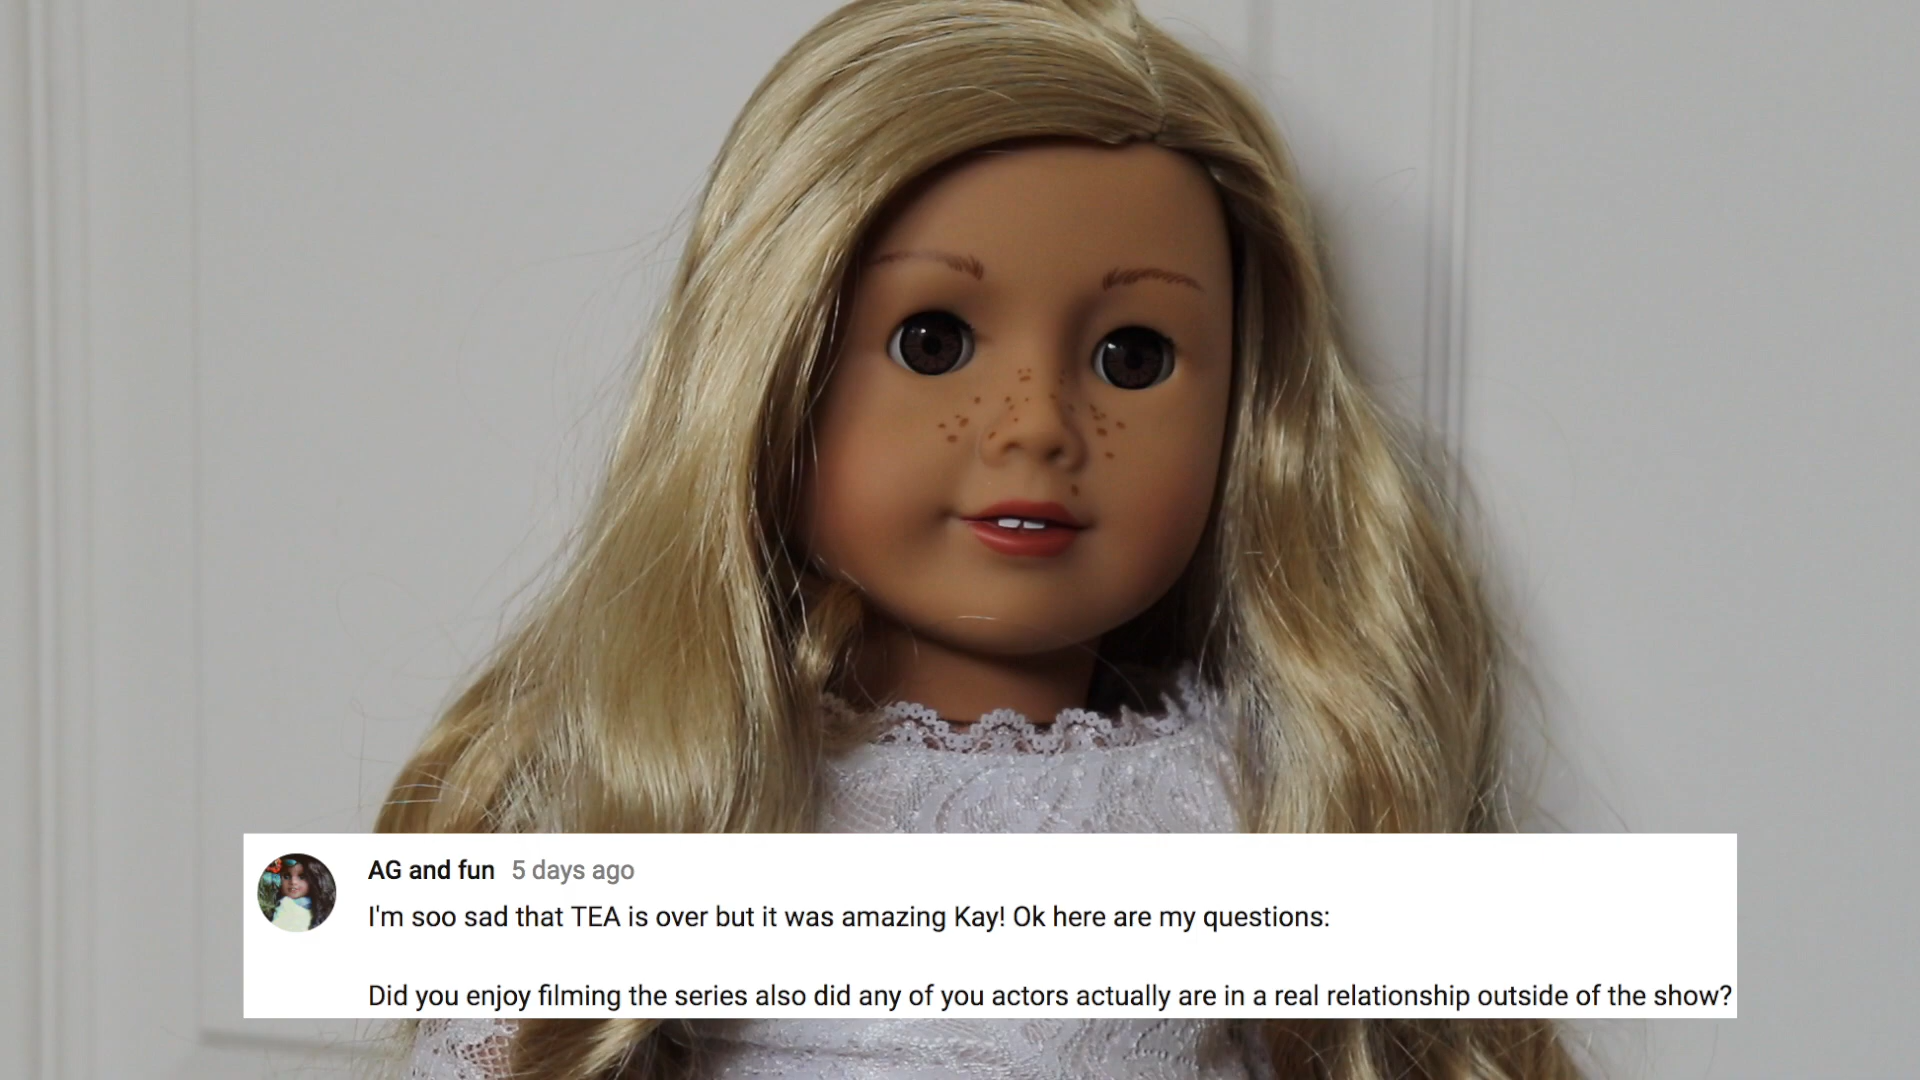 AG and fun 5 days ago
I'm soo sad that TEA is over but it was amazing Kay! Ok here are my questions:
Did you enjoy filming the series also did any of you actors actually are in a real relationship outside of the show?